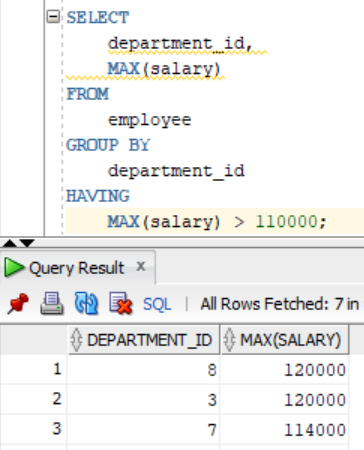 SELECT
department_id,
MAX(salary)
FROM
employee
GROUP BY
department_id
HAVING
MAX(salary) > 110000;
Query Result x
SQL | All Rows Fetched: 7 in
DEPARTMENT_ID MAX(SALARY)
1 8 120000
2 3 120000
3 7 114000